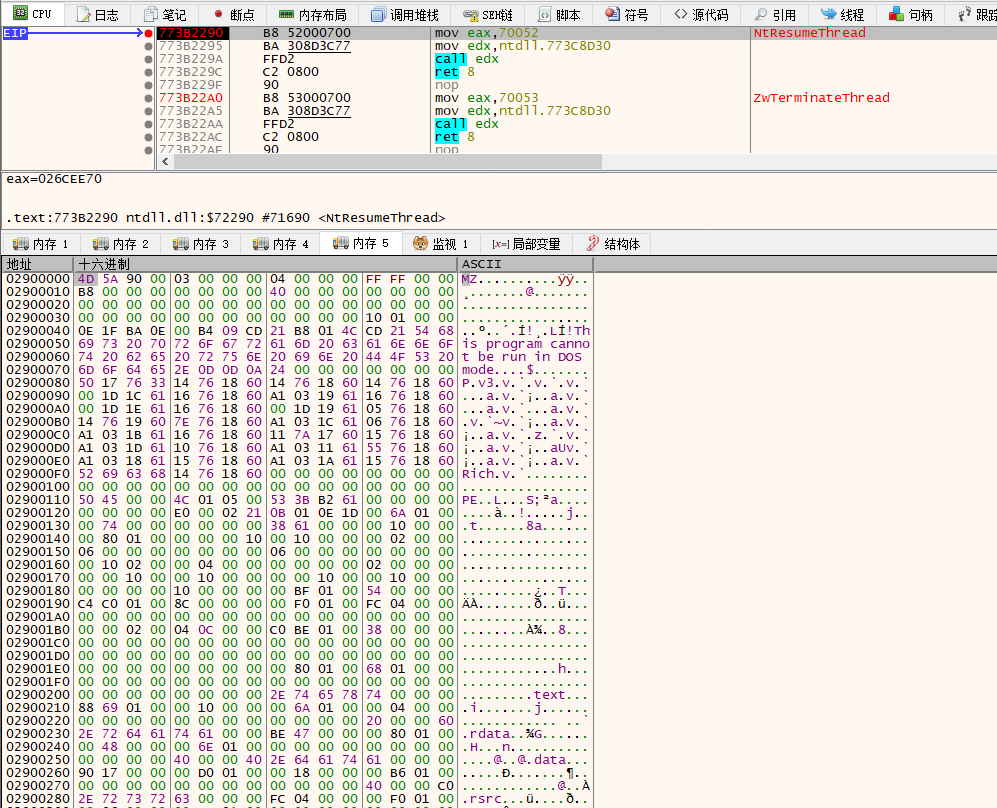 CPU 日志 笔记 断点 内存布局 调用堆栈 SEH链 脚本 符号 源代码 引用 线程 句柄
EIP 773B2290 B8 52000700 mov eax,70052 NtResumeThread
773B2295 BA 308D3C77 mov edx,ntdll.773C8D30
773B229A FFD2 call edx
773B229C C2 0800 ret 8
773B229F 90 nop
773B22A0 B8 53000700 mov eax,70053 ZwTerminateThread
773B22A5 BA 308D3C77 mov edx,ntdll.773C8D30
773B22AA FFD2 call edx
773B22AC C2 0800 ret 8
773B22AF 90 nop
eax=026CEE70
.text:773B2290 ntdll.dll:$72290 #71690 <NtResumeThread>
内存 1 内存 2 内存 3 内存 4 内存 5 监视 1 [x=] 局部变量 结构体
地址 十六进制 ASCII
02900000 4D 5A 90 00 03 00 00 00 04 00 00 00 FF FF 00 00 MZ..........ÿÿ..
02900010 B8 00 00 00 00 00 00 00 40 00 00 00 00 00 00 00 ¸.......@.......
02900020 00 00 00 00 00 00 00 00 00 00 00 00 00 00 00 00 ................
02900030 00 00 00 00 00 00 00 00 00 00 00 00 10 01 00 00 ................
02900040 0E 1F BA 0E 00 B4 09 CD 21 B8 01 4C CD 21 54 68 ..º..´.Í!¸.LÍ!Th
02900050 69 73 20 70 72 6F 67 72 61 6D 20 63 61 6E 6E 6F is program canno
02900060 74 20 62 65 20 72 75 6E 20 69 6E 20 44 4F 53 20 t be run in DOS
02900070 6D 6F 64 65 2E 0D 0D 0A 24 00 00 00 00 00 00 00 mode....$.......
02900080 50 17 76 33 14 76 18 60 14 76 18 60 14 76 18 60 P.v3.v.`.v.`.v.`
02900090 00 1D 1C 61 16 76 18 60 A1 03 19 61 16 76 18 60 ...a.v.`¡..a.v.`
029000A0 00 1D 1E 61 16 76 18 60 00 1D 19 61 05 76 18 60 ...a.v.`...a.v.`
029000B0 14 76 19 60 7E 76 18 60 A1 03 1C 61 06 76 18 60 .v.`~v.`¡..a.v.`
029000C0 A1 03 1B 61 16 76 18 60 11 7A 17 60 15 76 18 60 ¡..a.v.`.z.`.v.`
029000D0 A1 03 1D 61 10 76 18 60 A1 03 11 61 55 76 18 60 ¡..a.v.`¡..aUv.`
029000E0 A1 03 18 61 15 76 18 60 A1 03 1A 61 15 76 18 60 ¡..a.v.`¡..a.v.`
029000F0 52 69 63 68 14 76 18 60 00 00 00 00 00 00 00 00 Rich.v.`........
02900100 00 00 00 00 00 00 00 00 00 00 00 00 00 00 00 00 ................
02900110 50 45 00 00 4C 01 05 00 53 3B B2 61 00 00 00 00 PE..L...S;²a....
02900120 00 00 00 00 E0 00 02 21 0B 01 0E 1D 00 6A 01 00 ....à..!.....j..
02900130 00 74 00 00 00 00 00 00 38 61 00 00 00 10 00 00 .t......8a......
02900140 00 80 01 00 00 00 00 10 00 10 00 00 00 02 00 00 ................
02900150 06 00 00 00 00 00 00 00 06 00 00 00 00 00 00 00 ................
02900160 00 10 02 00 00 04 00 00 00 00 00 00 02 00 00 00 ................
02900170 00 00 10 00 00 10 00 00 00 00 10 00 00 10 00 00 ................
02900180 00 00 00 00 10 00 00 00 00 BF 01 00 54 00 00 00 .........¿..T...
02900190 C4 C0 01 00 8C 00 00 00 00 F0 01 00 FC 04 00 00 ÄÀ.......ð..ü...
029001A0 00 00 00 00 00 00 00 00 00 00 00 00 00 00 00 00 ................
029001B0 00 00 02 00 04 0C 00 00 C0 BE 01 00 38 00 00 00 ........À¾..8...
029001C0 00 00 00 00 00 00 00 00 00 00 00 00 00 00 00 00 ................
029001D0 00 00 00 00 00 00 00 00 00 00 00 00 00 00 00 00 ................
029001E0 00 00 00 00 00 00 00 00 00 80 01 00 68 01 00 00 ............h...
029001F0 00 00 00 00 00 00 00 00 00 00 00 00 00 00 00 00 ................
02900200 00 00 00 00 00 00 00 00 2E 74 65 78 74 00 00 00 .........text...
02900210 88 69 01 00 00 10 00 00 00 6A 01 00 00 04 00 00 .i.......j......
02900220 00 00 00 00 00 00 00 00 00 00 00 00 20 00 00 60 ............ ..`
02900230 2E 72 64 61 74 61 00 00 BE 47 00 00 00 80 01 00 .rdata..¾G......
02900240 00 48 00 00 00 6E 01 00 00 00 00 00 00 00 00 00 .H...n..........
02900250 00 00 00 00 40 00 00 40 2E 64 61 74 61 00 00 00 ....@..@.data...
02900260 90 17 00 00 00 D0 01 00 00 18 00 00 00 B6 01 00 .....Ð.......¶..
02900270 00 00 00 00 00 00 00 00 00 00 00 00 40 00 00 C0 ............@..À
02900280 2E 72 73 72 63 00 00 00 FC 04 00 00 00 F0 01 00 .rsrc...ü....ð..